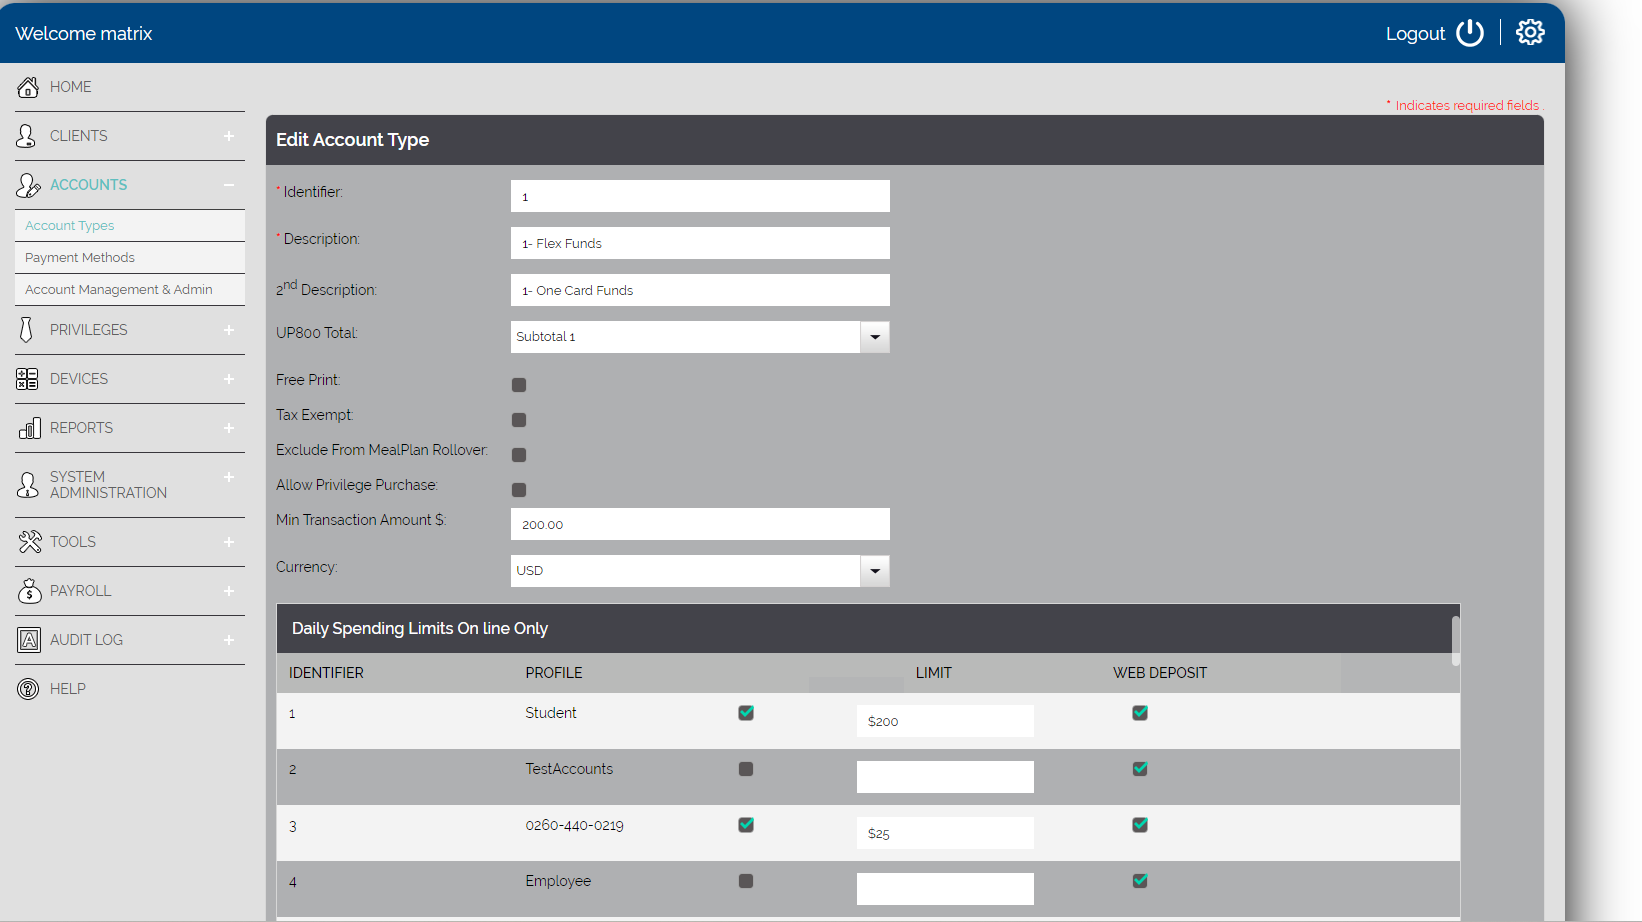 Welcome matrix
Logout
HOME
CLIENTS
ACCOUNTS
Account Types
Payment Methods
Account Management & Admin
PRIVILEGES
DEVICES
REPORTS
SYSTEM
ADMINISTRATION
TOOLS
PAYROLL
AUDIT LOG
HELP
* Indicates required fields .
Edit Account Type
* Identifier: 1
* Description: 1- Flex Funds
2nd Description: 1- One Card Funds
UP800 Total: Subtotal 1
Free Print:
Tax Exempt:
Exclude From MealPlan Rollover:
Allow Privilege Purchase:
Min Transaction Amount $: 200.00
Currency: USD
Daily Spending Limits On line Only
IDENTIFIER PROFILE LIMIT WEB DEPOSIT
1 Student $200
2 TestAccounts
3 0260-440-0219 $25
4 Employee